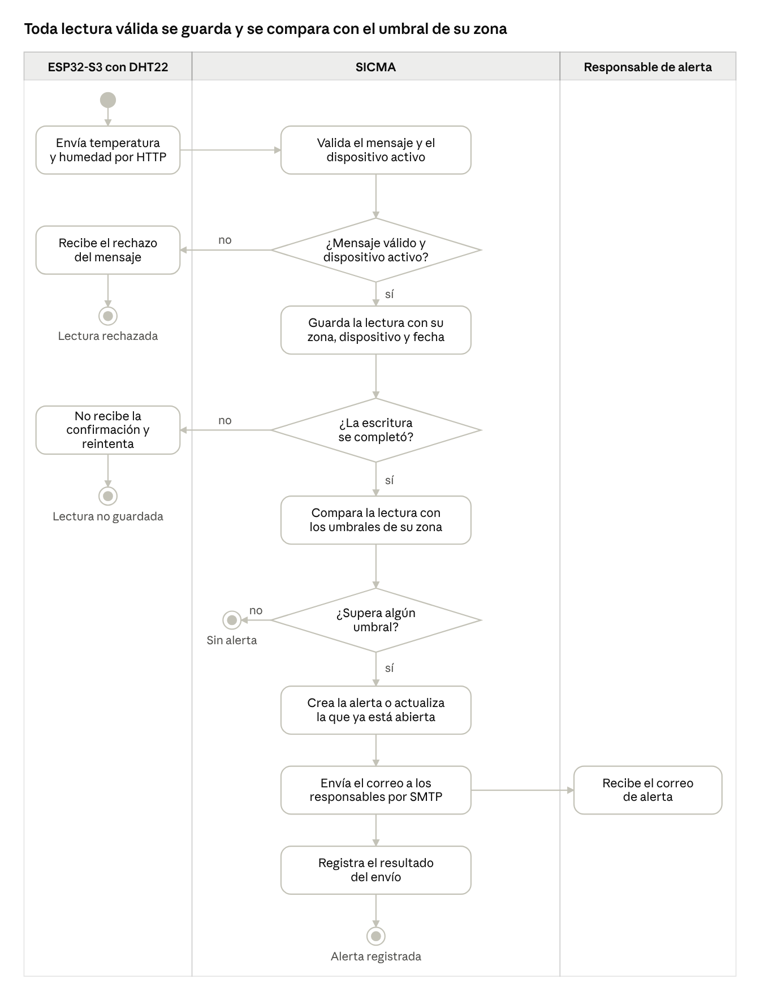 Toda lectura válida se guarda y se compara con el umbral de su zona
ESP32-S3 con DHT22
SICMA
Responsable de alerta
Envía temperatura
y humedad por HTTP
Valida el mensaje y el
dispositivo activo
¿Mensaje válido y
dispositivo activo?
no
Recibe el rechazo
del mensaje
Lectura rechazada
sí
Guarda la lectura con su
zona, dispositivo y fecha
¿La escritura
se completó?
no
No recibe la
confirmación y
reintenta
Lectura no guardada
sí
Compara la lectura con
los umbrales de su zona
¿Supera algún
umbral?
no
Sin alerta
sí
Crea la alerta o actualiza
la que ya está abierta
Envía el correo a los
responsables por SMTP
Recibe el correo
de alerta
Registra el resultado
del envío
Alerta registrada